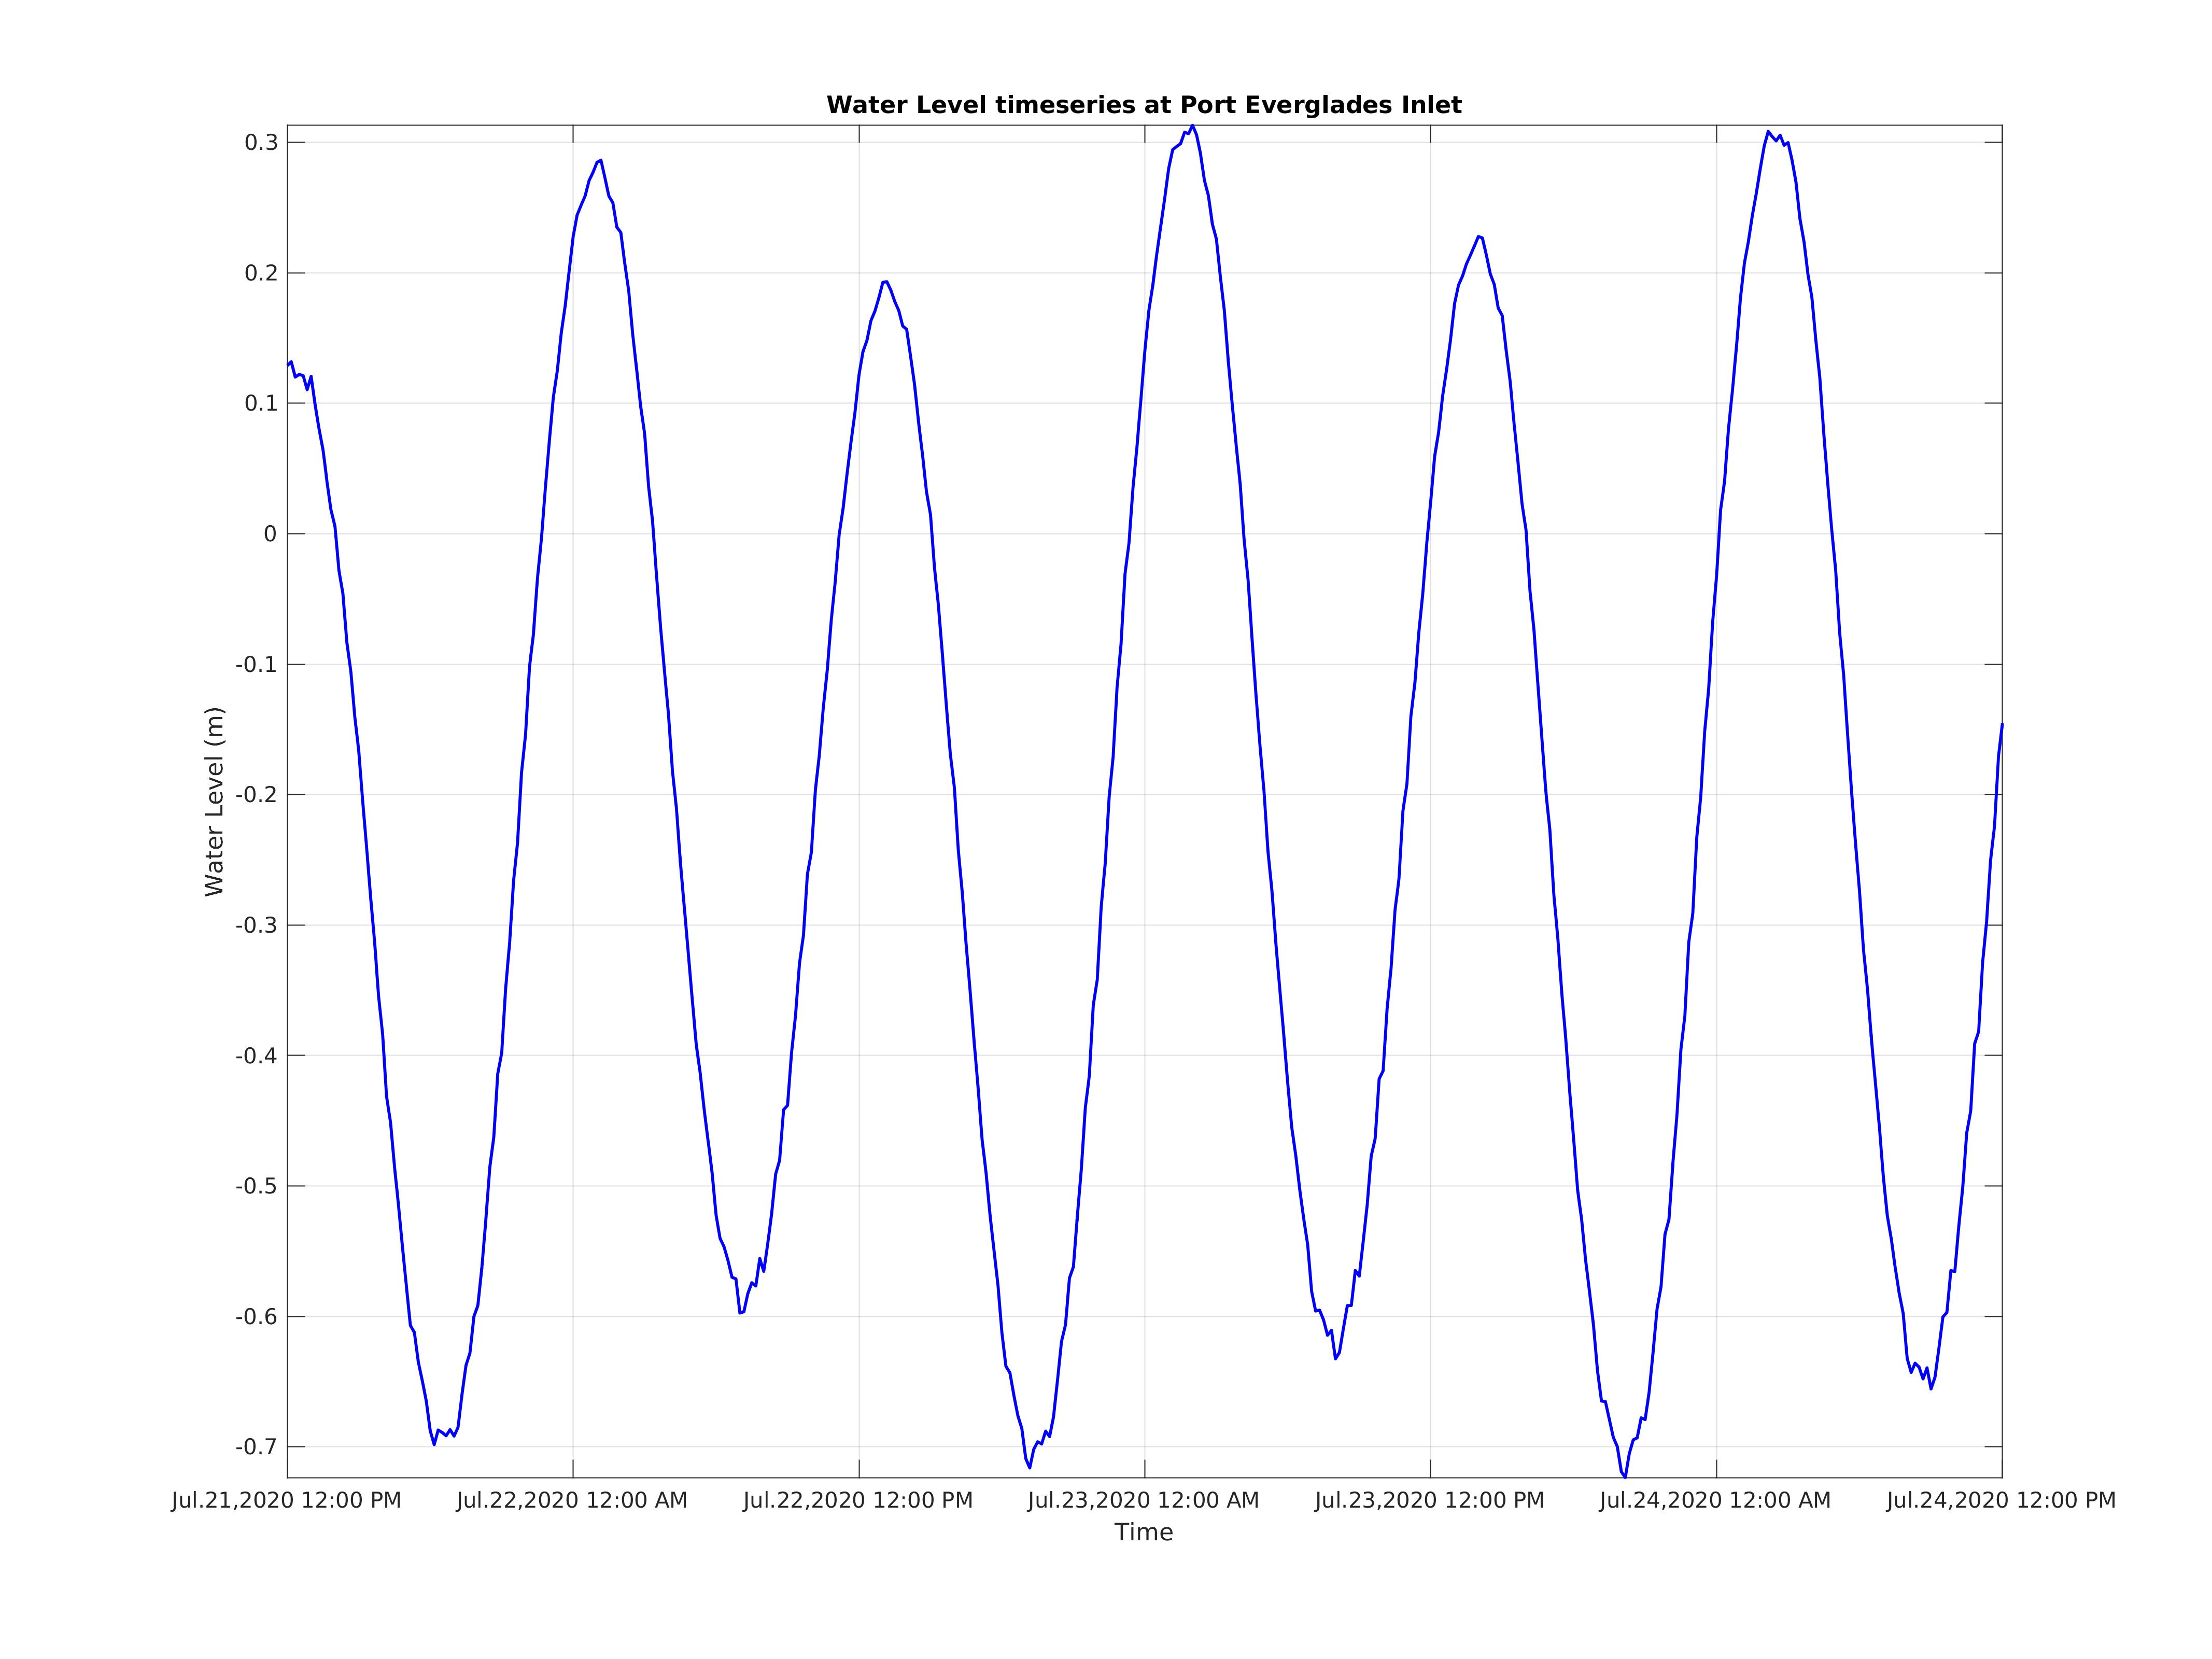 Water Level timeseries at Port Everglades Inlet
0.3
0.2
0.1
0
-0.1
-0.2
-0.3
-0.4
-0.5
-0.6
-0.7
Water Level (m)
Jul.21,2020 12:00 PM Jul.22,2020 12:00 AM Jul.22,2020 12:00 PM Jul.23,2020 12:00 AM Jul.23,2020 12:00 PM Jul.24,2020 12:00 AM Jul.24,2020 12:00 PM
Time